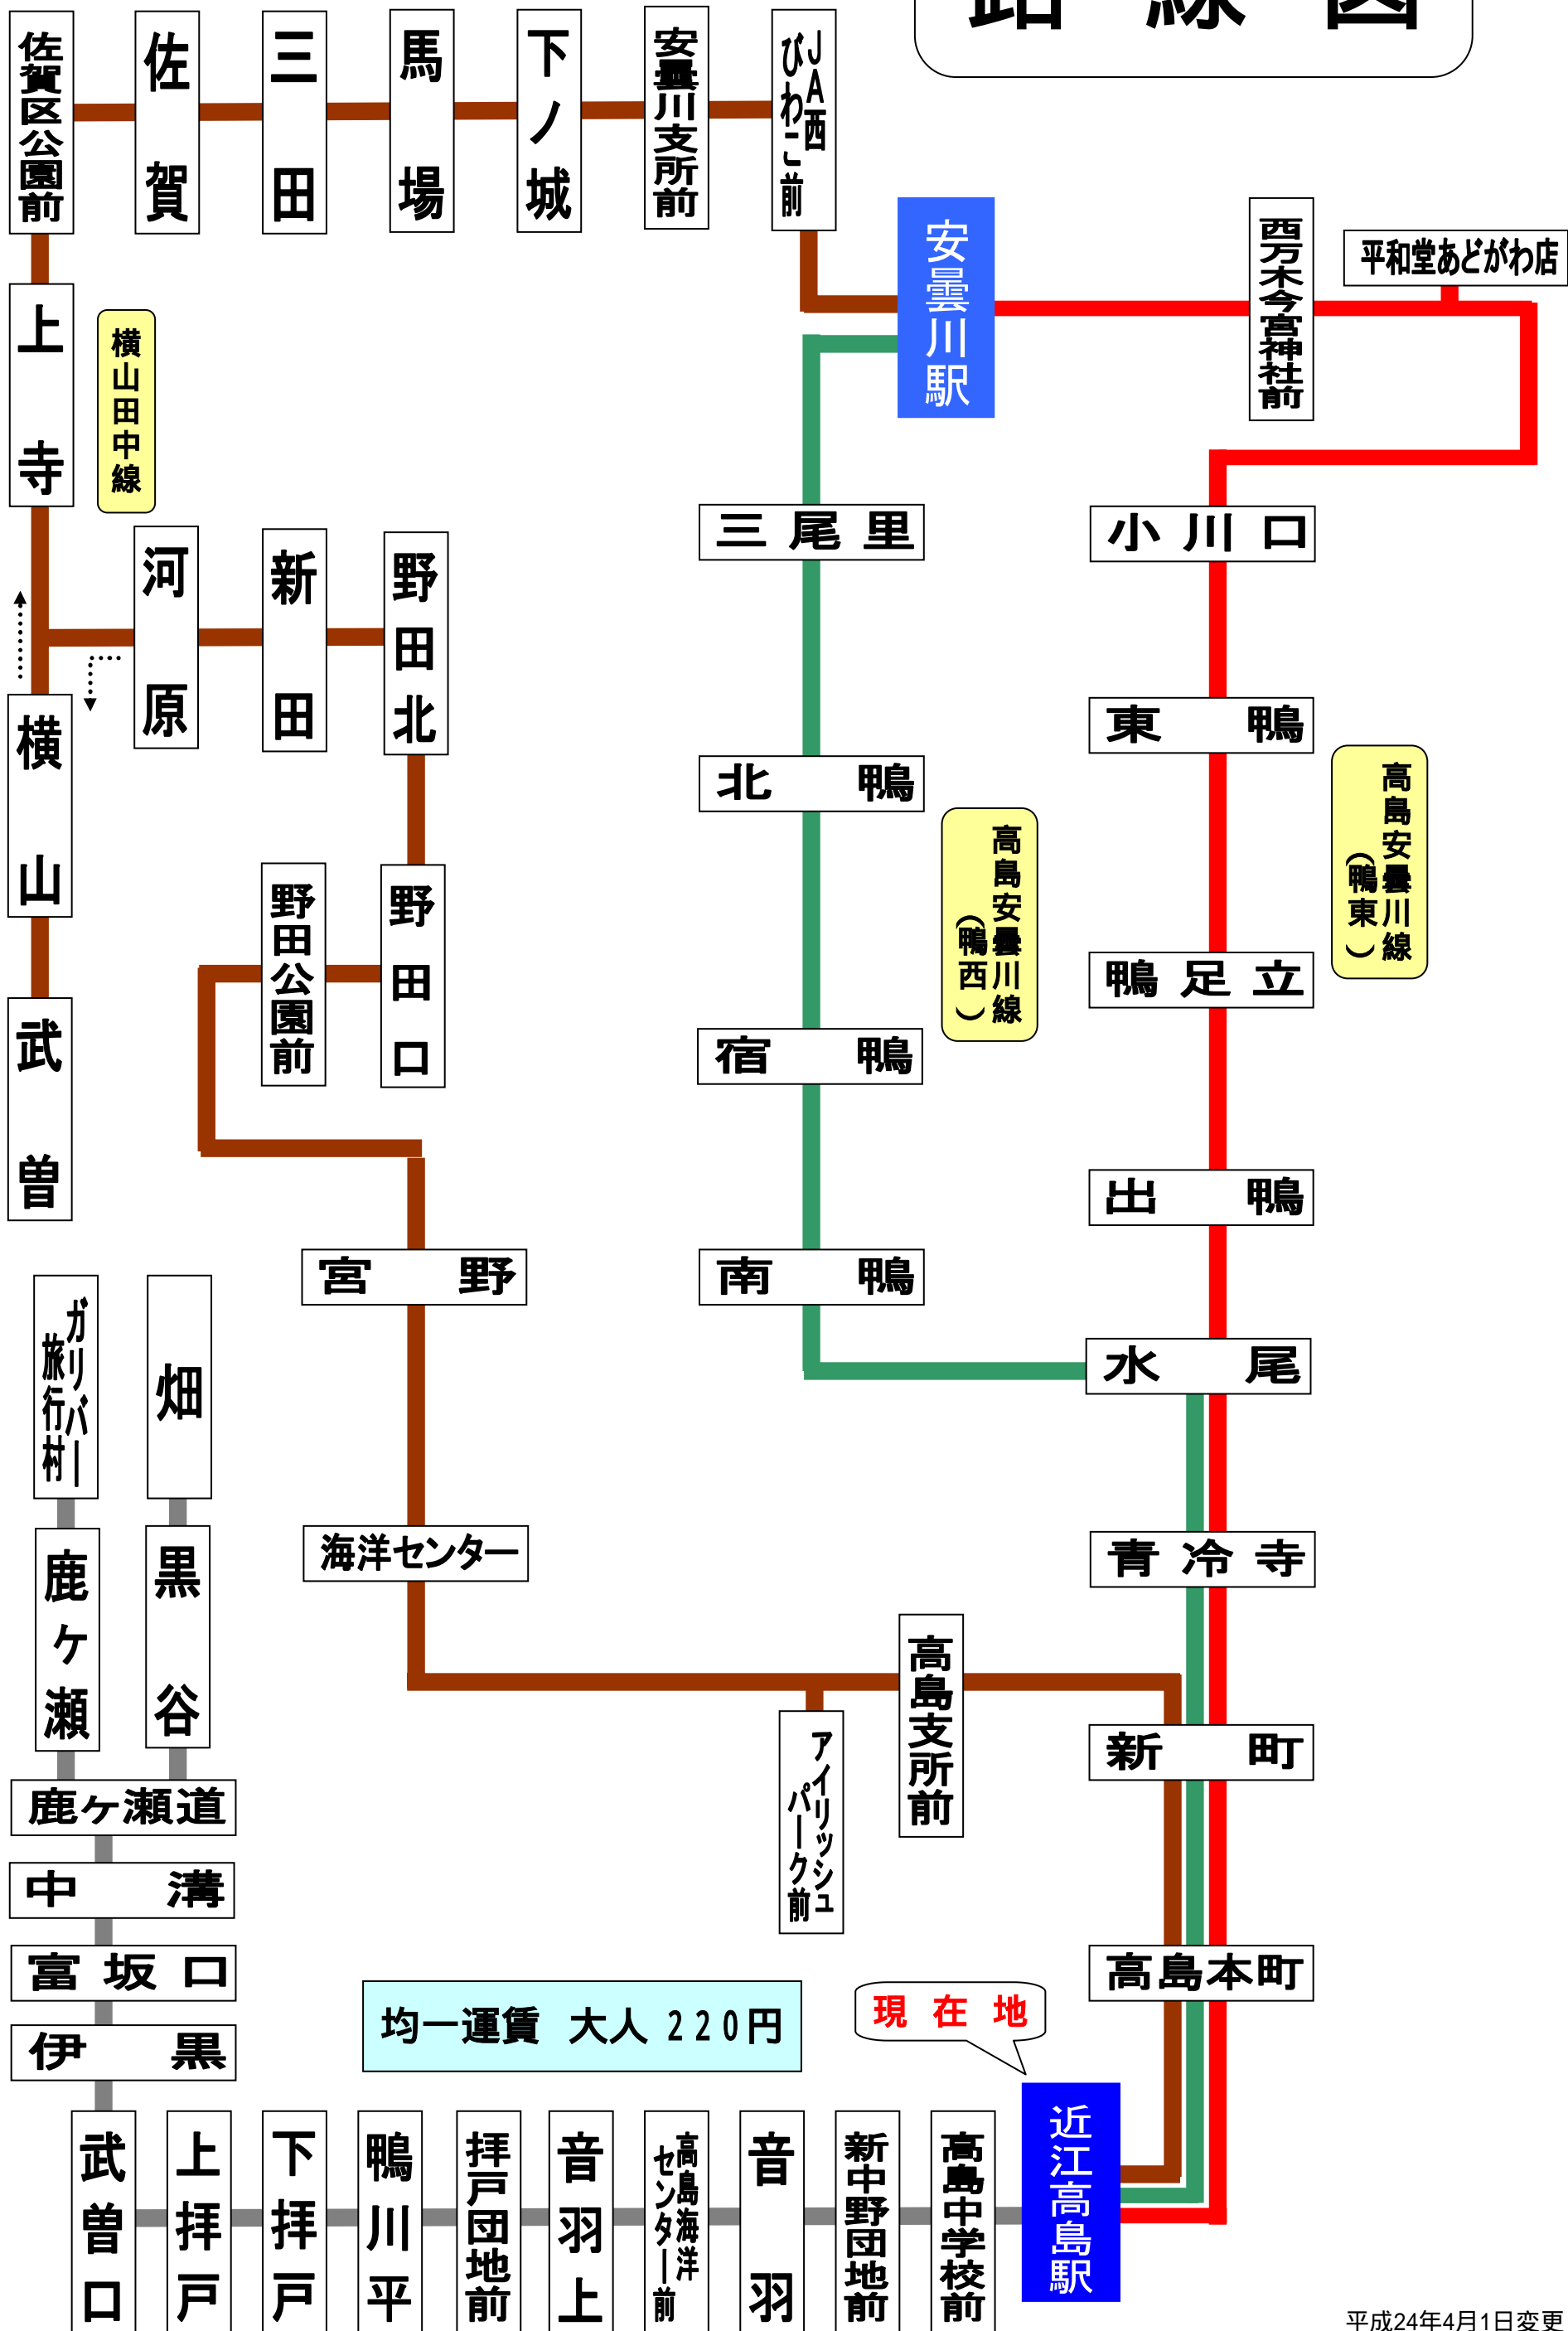 路線図
佐賀区公園前
佐賀
三田
馬場
下ノ城
安曇川支所前
JA西
びわこ前
安曇川駅
西万木今宮神社前
平和堂あどがわ店
上寺
横山田中線
河原
新田
野田北
三尾里
小川口
横山
東鴨
北鴨
高島安曇川線
(鴨東)
高島安曇川線
(鴨西)
野田公園前
野田口
鴨足立
武曽
宿鴨
出鴨
宮野
南鴨
水尾
ガリバー
旅行村
畑
鹿ヶ瀬
黒谷
海洋センター
青冷寺
高島支所前
アイリッシュ
パーク前
新町
鹿ヶ瀬道
中溝
富坂口
伊黒
高島本町
均一運賃 大人 220円
現在地
近江高島駅
武曽口
上拝戸
下拝戸
鴨川平
拝戸団地前
音羽上
高島海洋
センター前
音羽
新中野団地前
高島中学校前
平成24年4月1日変更